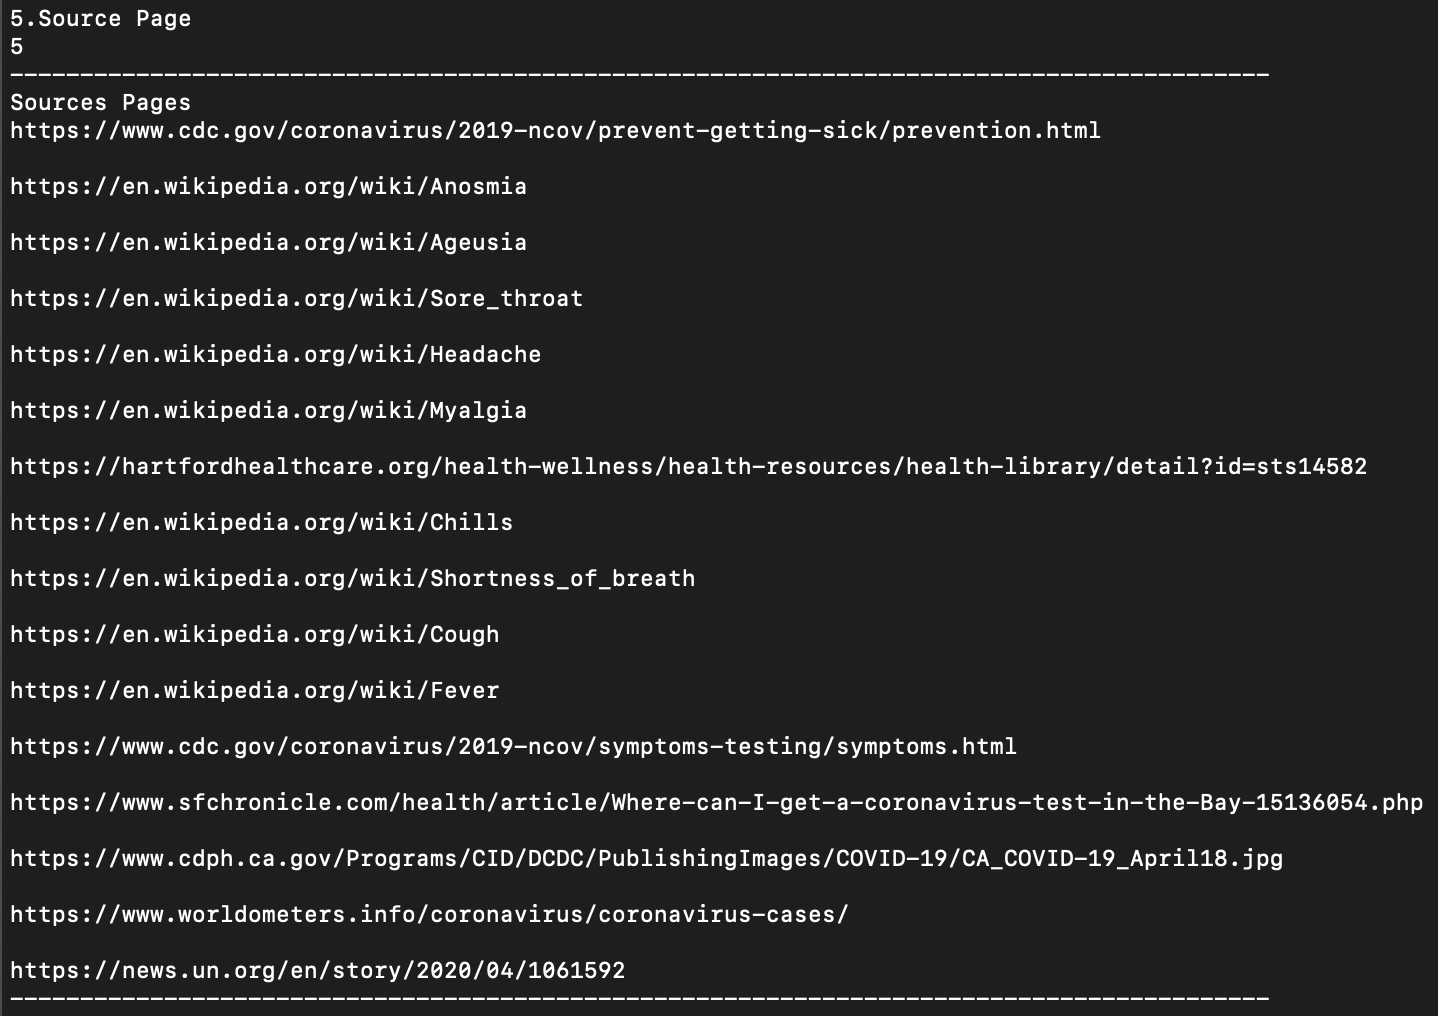 5.Source Page
5
------------------------------------------------------------------------------------------
Sources Pages
https://www.cdc.gov/coronavirus/2019-ncov/prevent-getting-sick/prevention.html
https://en.wikipedia.org/wiki/Anosmia
https://en.wikipedia.org/wiki/Ageusia
https://en.wikipedia.org/wiki/Sore_throat
https://en.wikipedia.org/wiki/Headache
https://en.wikipedia.org/wiki/Myalgia
https://hartfordhealthcare.org/health-wellness/health-resources/health-library/detail?id=sts14582
https://en.wikipedia.org/wiki/Chills
https://en.wikipedia.org/wiki/Shortness_of_breath
https://en.wikipedia.org/wiki/Cough
https://en.wikipedia.org/wiki/Fever
https://www.cdc.gov/coronavirus/2019-ncov/symptoms-testing/symptoms.html
https://www.sfchronicle.com/health/article/Where-can-I-get-a-coronavirus-test-in-the-Bay-15136054.php
https://www.cdph.ca.gov/Programs/CID/DCDC/PublishingImages/COVID-19/CA_COVID-19_April18.jpg
https://www.worldometers.info/coronavirus/coronavirus-cases/
https://news.un.org/en/story/2020/04/1061592
------------------------------------------------------------------------------------------